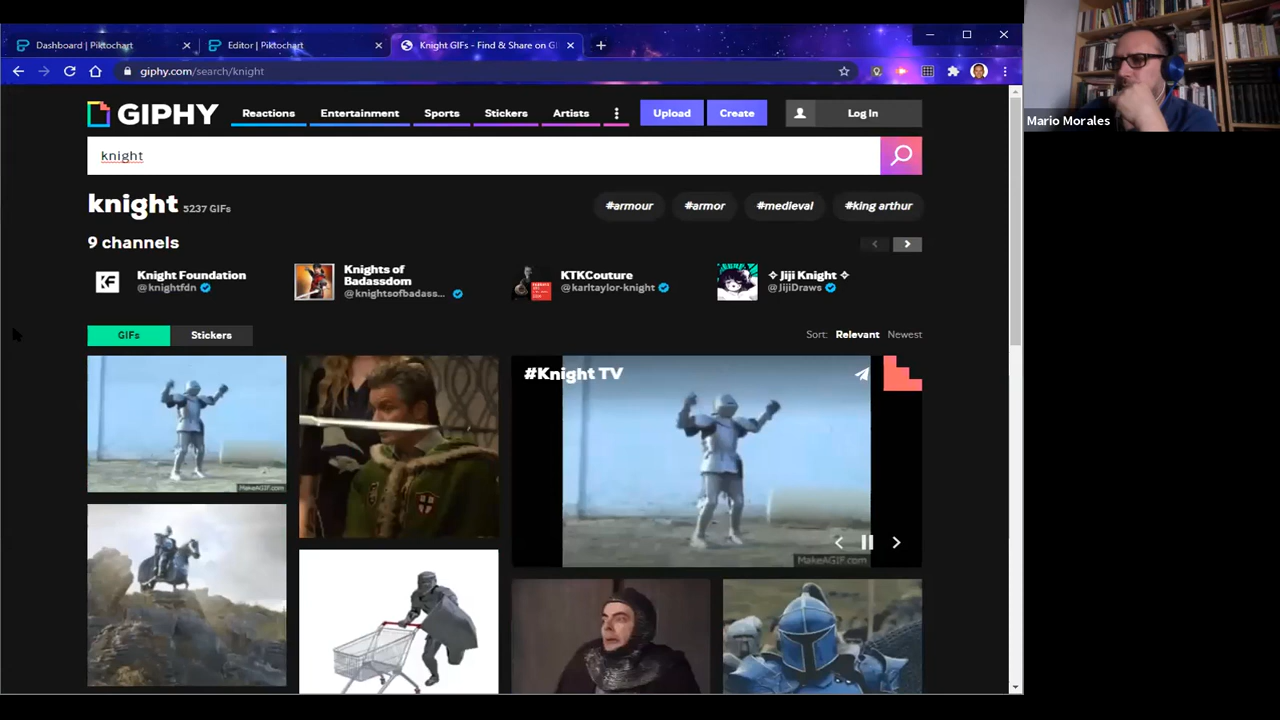 Dashboard | Piktochart
Editor | Piktochart
Knight GIFs - Find & Share on G
giphy.com/search/knight
GIPHY
Reactions
Entertainment
Sports
Stickers
Artists
Upload
Create
Log In
knight
knight 5237 GIFs
#armour
#armor
#medieval
#king arthur
9 channels
Knight Foundation
@knightfdn
Knights of
Badassdom
@knightsofbadass...
KTKCouture
@karltaylor-knight
✧ Jiji Knight ✧
@JijiDraws
GIFs
Stickers
Sort: Relevant Newest
#Knight TV
MakeAGIF.com
MakeAGIF.com
Mario Morales